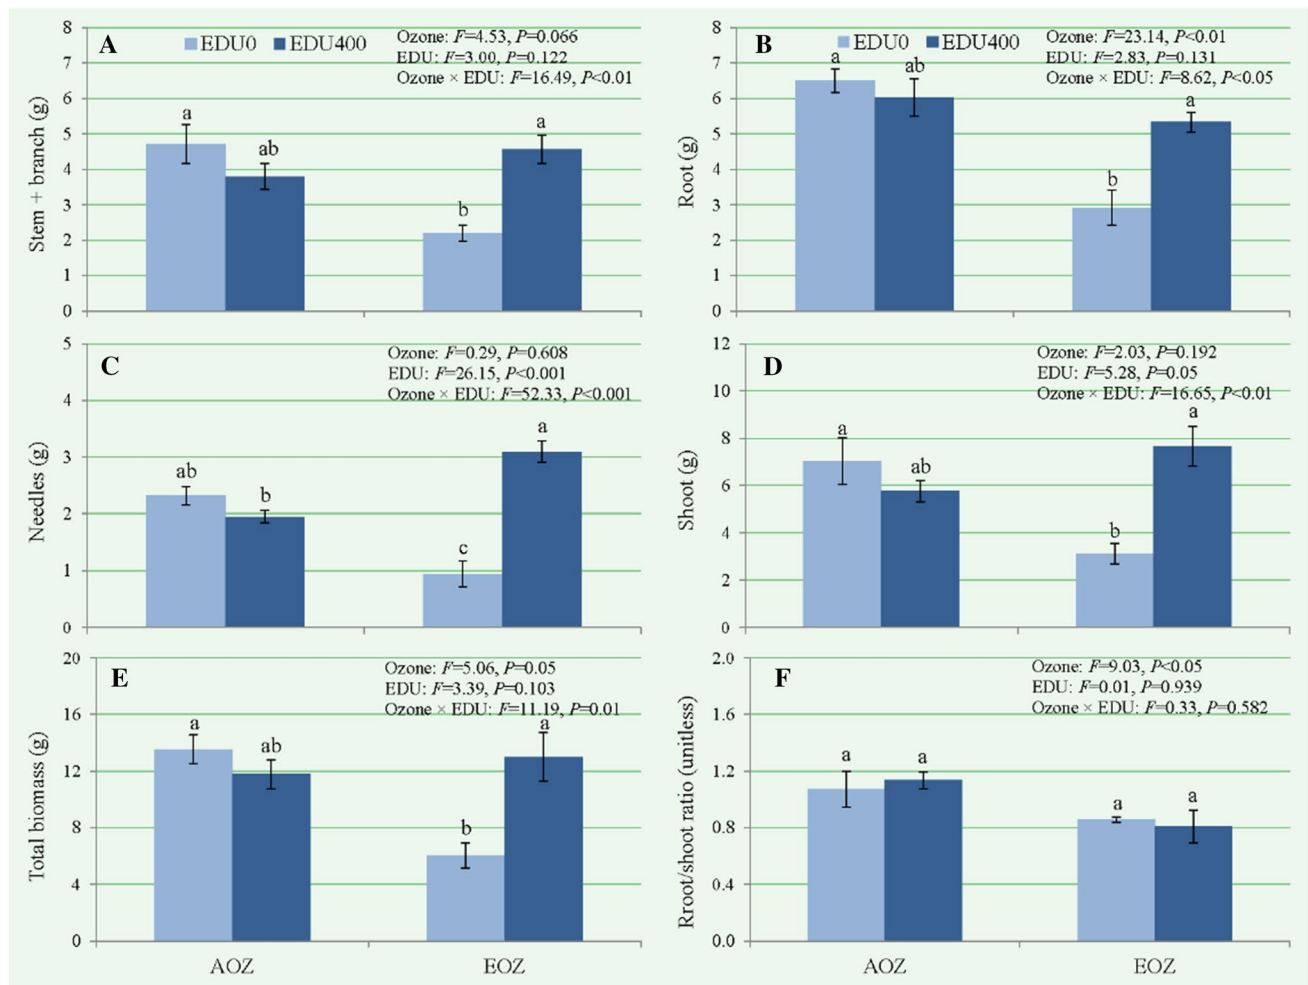 A
EDU0 EDU400
Ozone: F=4.53, P=0.066
EDU: F=3.00, P=0.122
Ozone × EDU: F=16.49, P<0.01
8
7
6
5
4
3
2
1
0
Stem + branch (g)
a
ab
b
a
B
EDU0 EDU400
Ozone: F=23.14, P<0.01
EDU: F=2.83, P=0.131
Ozone × EDU: F=8.62, P<0.05
8
7
6
5
4
3
2
1
0
Root (g)
a
ab
b
a
C
Ozone: F=0.29, P=0.608
EDU: F=26.15, P<0.001
Ozone × EDU: F=52.33, P<0.001
5
4
3
2
1
0
Needles (g)
ab
b
c
a
D
Ozone: F=2.03, P=0.192
EDU: F=5.28, P=0.05
Ozone × EDU: F=16.65, P<0.01
12
10
8
6
4
2
0
Shoot (g)
a
ab
b
a
E
Ozone: F=5.06, P=0.05
EDU: F=3.39, P=0.103
Ozone × EDU: F=11.19, P=0.01
20
16
12
8
4
0
Total biomass (g)
a
ab
b
a
AOZ EOZ
F
Ozone: F=9.03, P<0.05
EDU: F=0.01, P=0.939
Ozone × EDU: F=0.33, P=0.582
2.0
1.6
1.2
0.8
0.4
0.0
Rroot/shoot ratio (unitless)
a
a
a
a
AOZ EOZ